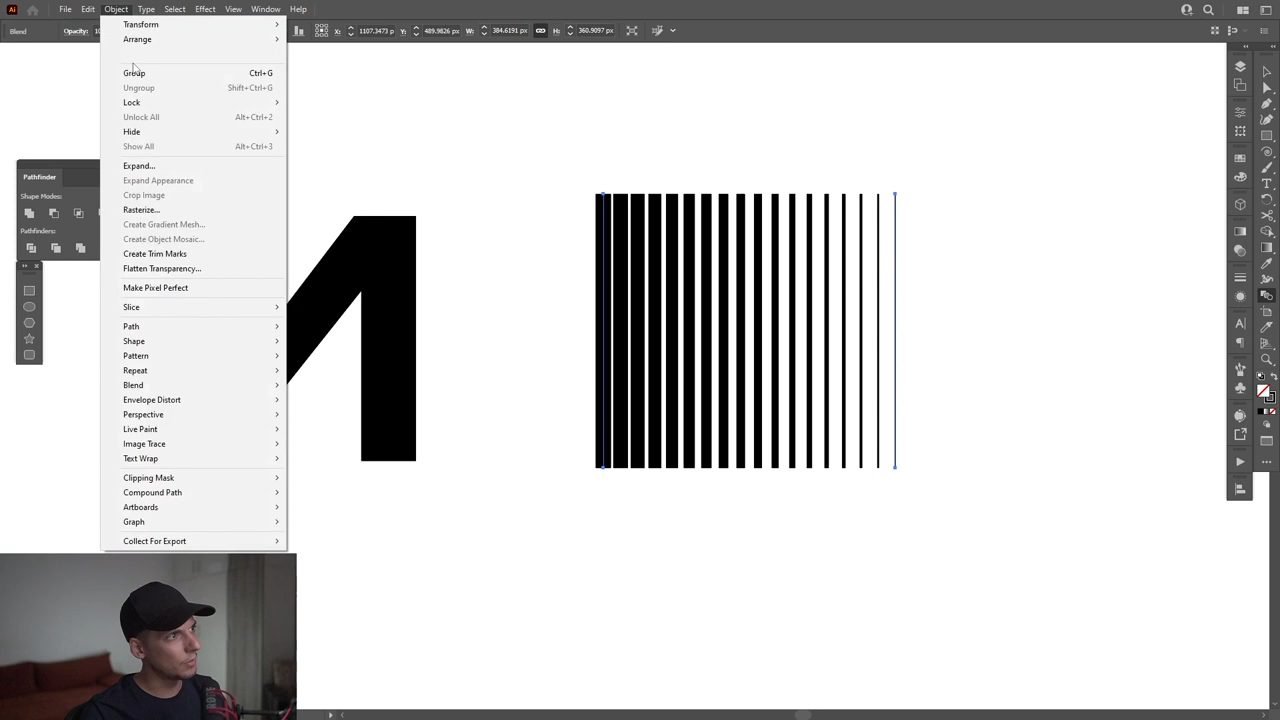 Ai File Edit Object Type Select Effect View Window Help
Blend Opacity: X: 1107.3473 p Y: 489.9826 px W: 384.6191 px H: 360.9097 px
Transform
Arrange
Group Ctrl+G
Ungroup Shift+Ctrl+G
Lock
Unlock All Alt+Ctrl+2
Hide
Show All Alt+Ctrl+3
Expand...
Expand Appearance
Crop Image
Rasterize...
Create Gradient Mesh...
Create Object Mosaic...
Create Trim Marks
Flatten Transparency...
Make Pixel Perfect
Slice
Path
Shape
Pattern
Repeat
Blend
Envelope Distort
Perspective
Live Paint
Image Trace
Text Wrap
Clipping Mask
Compound Path
Artboards
Graph
Collect For Export
Pathfinder
Shape Modes:
Pathfinders: